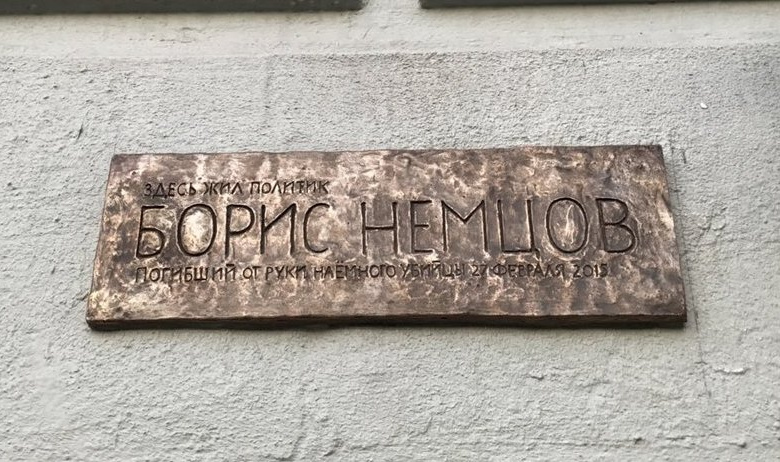 ЗДЕСЬ ЖИЛ ПОЛИТИК
БОРИС НЕМЦОВ
ПОГИБШИЙ ОТ РУКИ НАЁМНОГО УБИЙЦЫ 27 ФЕВРАЛЯ 2015